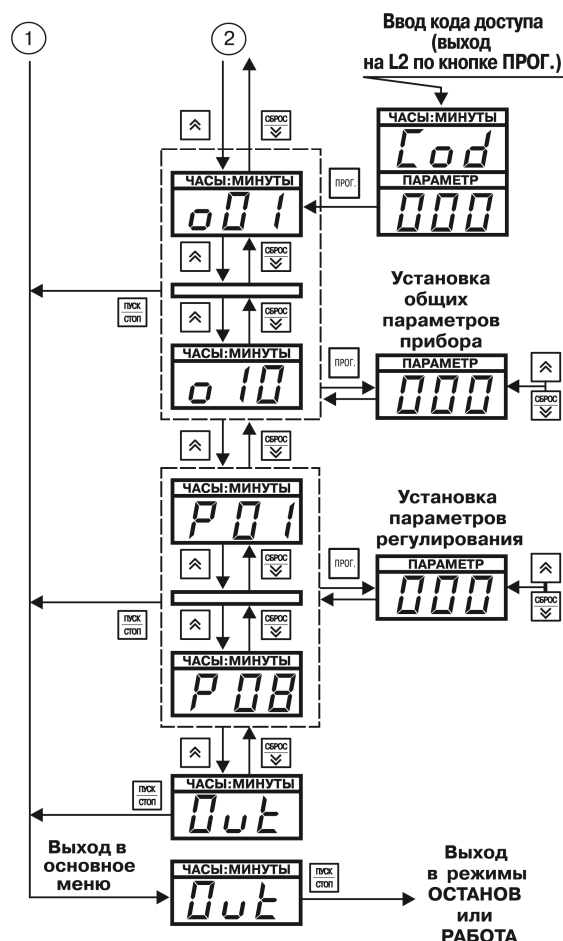 1
2
Ввод кода доступа
(выход
на L2 по кнопке ПРОГ.)
ЧАСЫ:МИНУТЫ
Cod
ПАРАМЕТР
000
СБРОС
ЧАСЫ:МИНУТЫ
o01
ПРОГ.
СБРОС
ПУСК
СТОП
СБРОС
ЧАСЫ:МИНУТЫ
o10
ПРОГ.
Установка
общих
параметров
прибора
ПАРАМЕТР
000
СБРОС
СБРОС
ЧАСЫ:МИНУТЫ
P01
СБРОС
ПУСК
СТОП
СБРОС
ЧАСЫ:МИНУТЫ
P08
ПРОГ.
Установка
параметров
регулирования
ПАРАМЕТР
000
СБРОС
СБРОС
ПУСК
СТОП
ЧАСЫ:МИНУТЫ
Out
Выход в
основное
меню
ЧАСЫ:МИНУТЫ
Out
ПУСК
СТОП
Выход
в режимы
ОСТАНОВ
или
РАБОТА